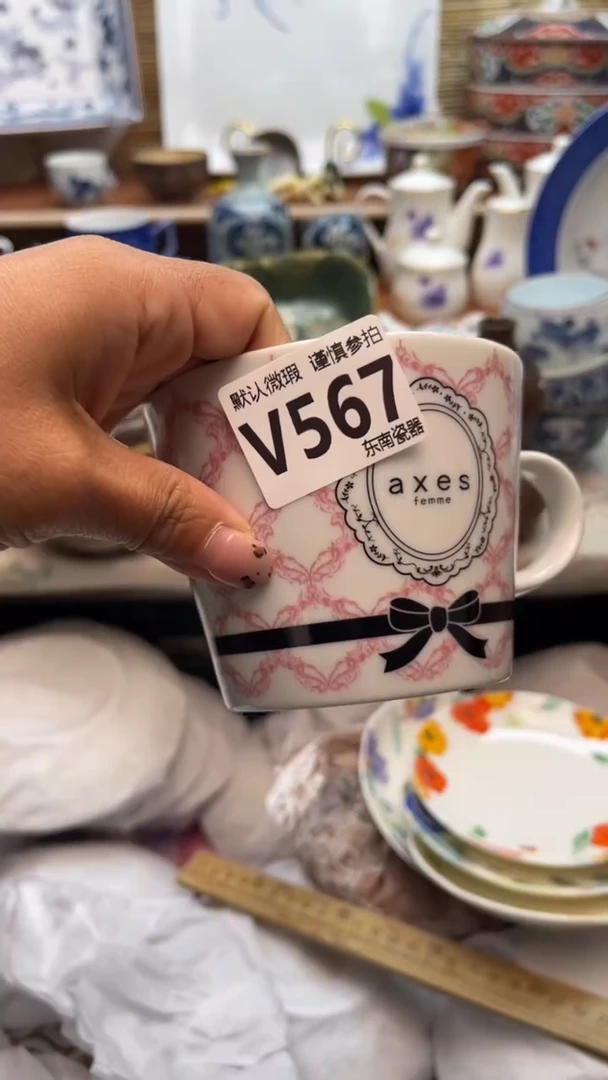 默认微瑕 谨慎参拍
V567
东南瓷器
axes
femme